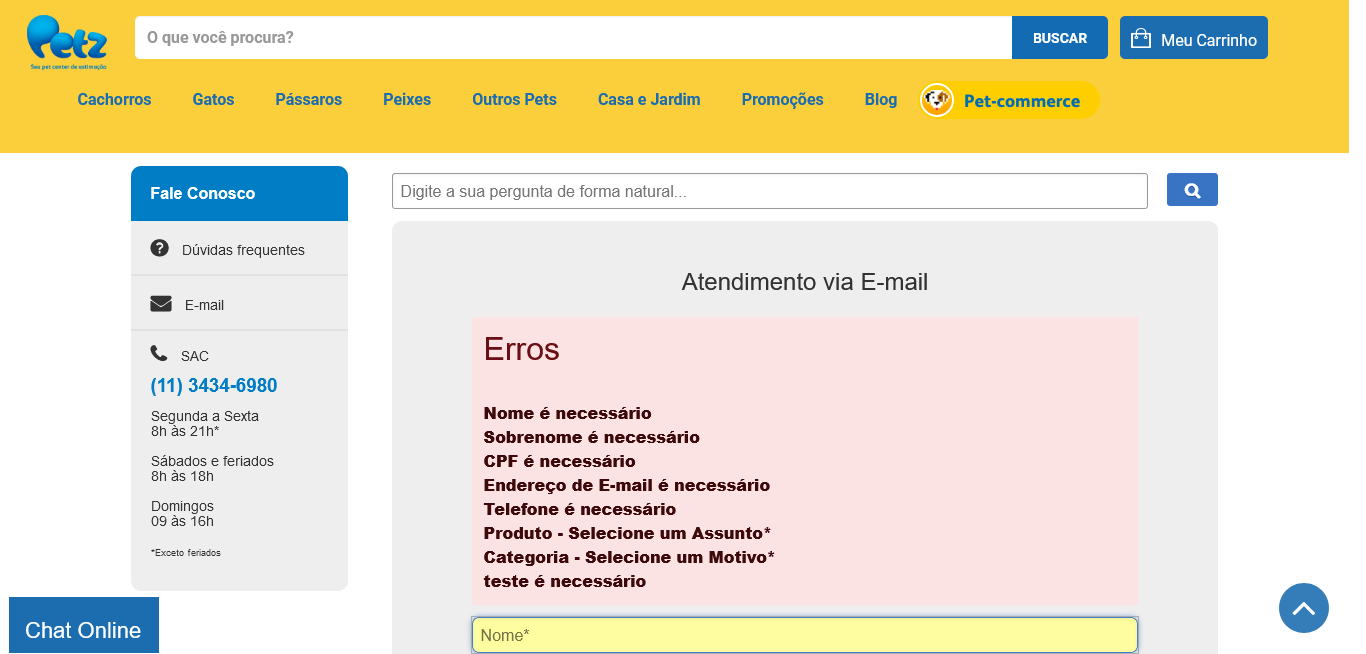 Petz
Seu pet center de estimação
O que você procura?
BUSCAR
Meu Carrinho
Cachorros
Gatos
Pássaros
Peixes
Outros Pets
Casa e Jardim
Promoções
Blog
Pet-commerce
Fale Conosco
Dúvidas frequentes
E-mail
SAC
(11) 3434-6980
Segunda a Sexta
8h às 21h*
Sábados e feriados
8h às 18h
Domingos
09 às 16h
*Exceto feriados
Chat Online
Digite a sua pergunta de forma natural...
Atendimento via E-mail
Erros
Nome é necessário
Sobrenome é necessário
CPF é necessário
Endereço de E-mail é necessário
Telefone é necessário
Produto - Selecione um Assunto*
Categoria - Selecione um Motivo*
teste é necessário
Nome*